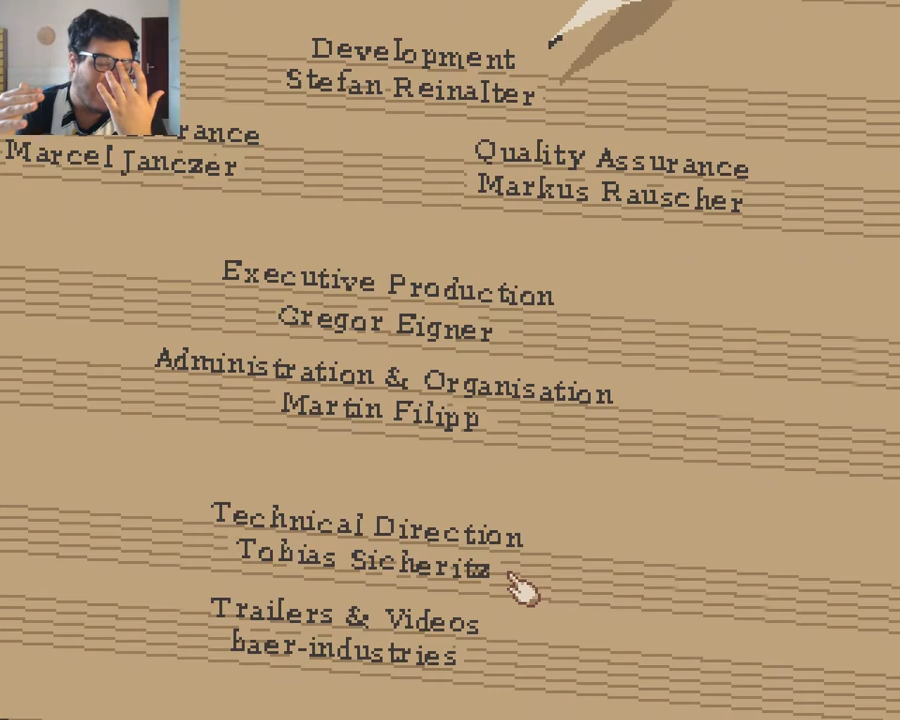 Development
Stefan Reinalter
rance
Marcel Janczer
Quality Assurance
Markus Rauscher
Executive Production
Gregor Eigner
Administration & Organisation
Martin Filipp
Technical Direction
Tobias Sicheritz
Trailers & Videos
baer-industries